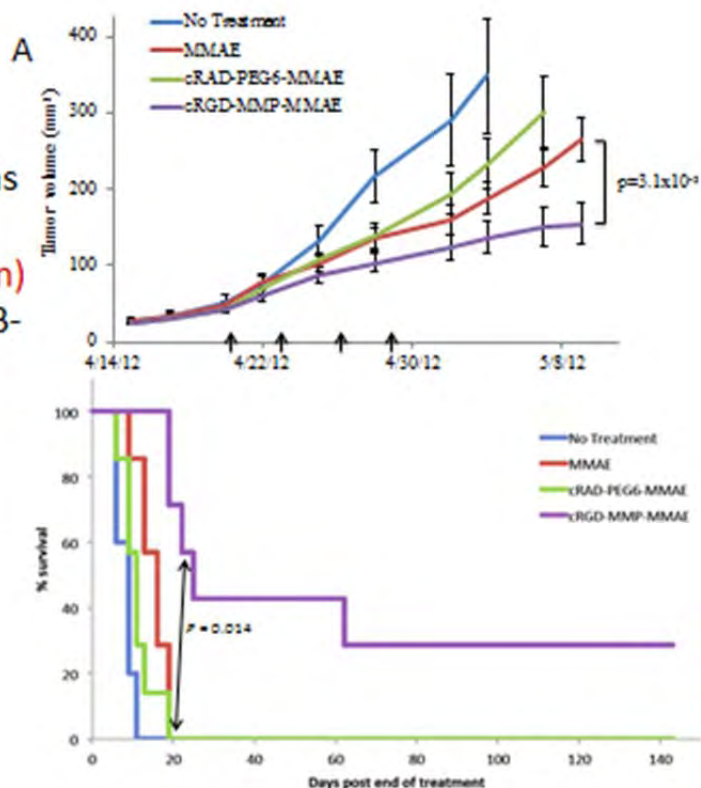 A
No Treatment
MMAE
cRAD-PEG6-MMAE
cRGD-MMP-MMAE
Tumor volume (mm³)
400
300
200
100
0
4/14/12 4/22/12 4/30/12 5/8/12
ns
n)
3-
100
80
60
40
20
0
% survival
No Treatment
MMAE
cRAD-PEG6-MMAE
cRGD-MMP-MMAE
P = 0.014
0 20 40 60 80 100 120 140
Days post end of treatment